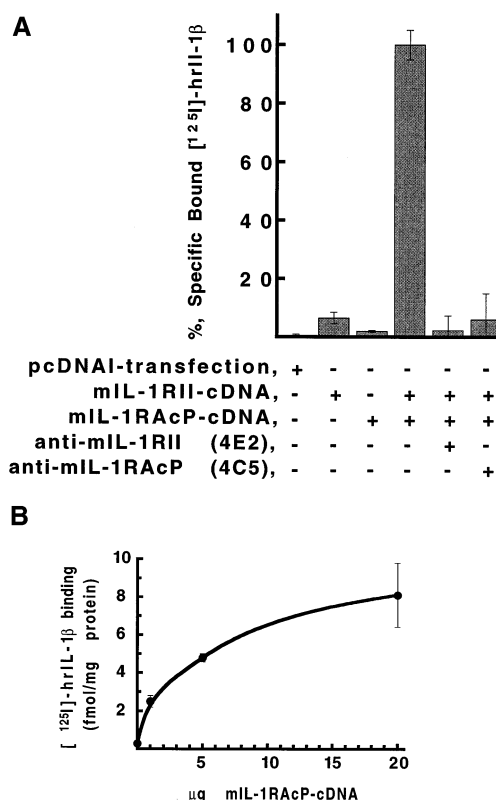 A
%, Specific Bound [¹²⁵I]-hrIl-1β
100
80
60
40
20
pcDNAI-transfection, + - - - - -
mIL-1RII-cDNA, - + - + + +
mIL-1RAcP-cDNA, - - + + + +
anti-mIL-1RII (4E2), - - - - + -
anti-mIL-1RAcP (4C5), - - - - - +
B
[¹²⁵I]-hrIL-1β binding
(fmol/mg protein)
10
8
6
4
2
5 10 15 20
μg mIL-1RAcP-cDNA